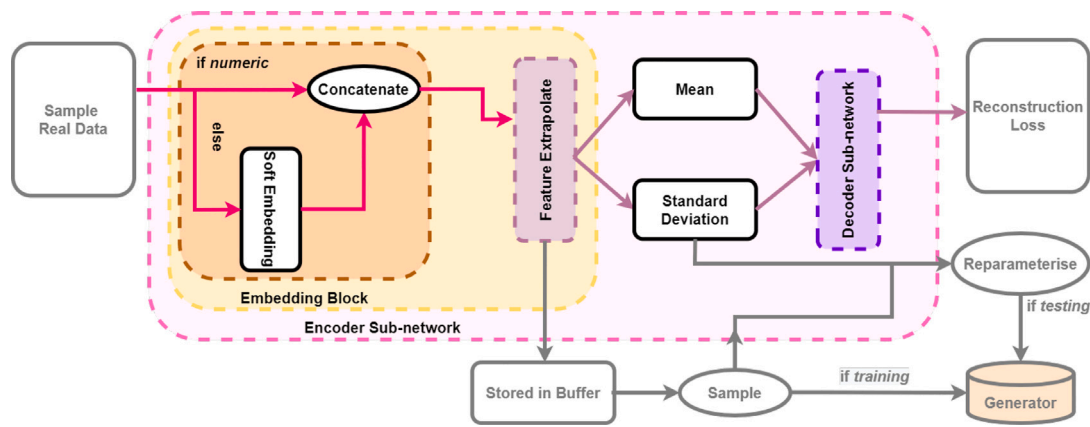 Sample
Real Data
if numeric
Concatenate
else
Soft Embedding
Embedding Block
Encoder Sub-network
Feature Extrapolate
Mean
Standard
Deviation
Decoder Sub-network
Reconstruction
Loss
Reparameterise
if testing
Stored in Buffer
Sample
if training
Generator